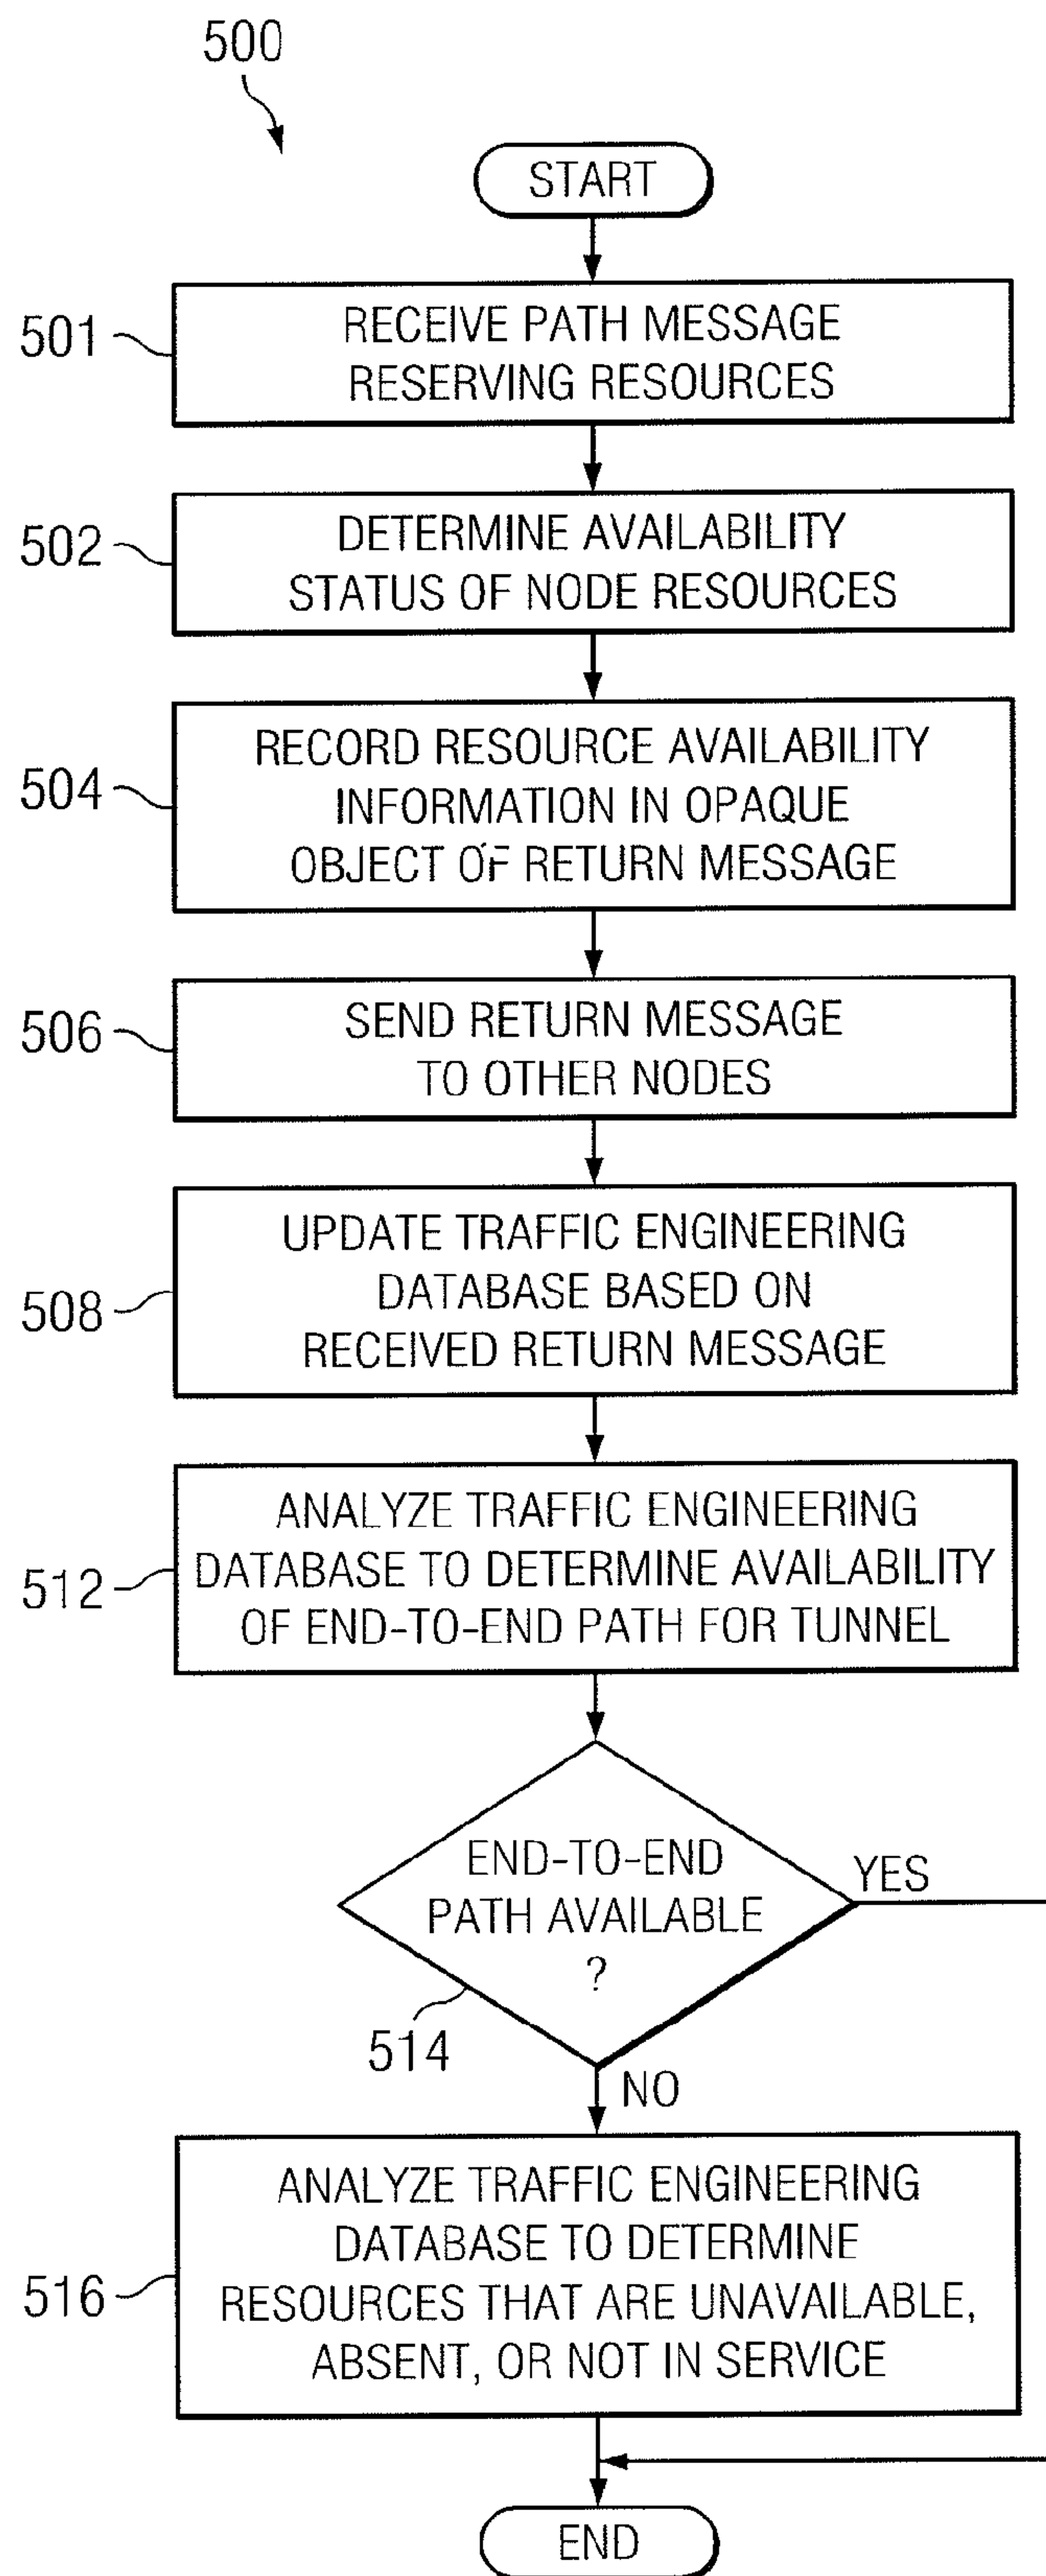 500
START
501
RECEIVE PATH MESSAGE
RESERVING RESOURCES
502
DETERMINE AVAILABILITY
STATUS OF NODE RESOURCES
504
RECORD RESOURCE AVAILABILITY
INFORMATION IN OPAQUE
OBJECT OF RETURN MESSAGE
506
SEND RETURN MESSAGE
TO OTHER NODES
508
UPDATE TRAFFIC ENGINEERING
DATABASE BASED ON
RECEIVED RETURN MESSAGE
512
ANALYZE TRAFFIC ENGINEERING
DATABASE TO DETERMINE AVAILABILITY
OF END-TO-END PATH FOR TUNNEL
END-TO-END
PATH AVAILABLE
?
YES
514
NO
516
ANALYZE TRAFFIC ENGINEERING
DATABASE TO DETERMINE
RESOURCES THAT ARE UNAVAILABLE,
ABSENT, OR NOT IN SERVICE
END